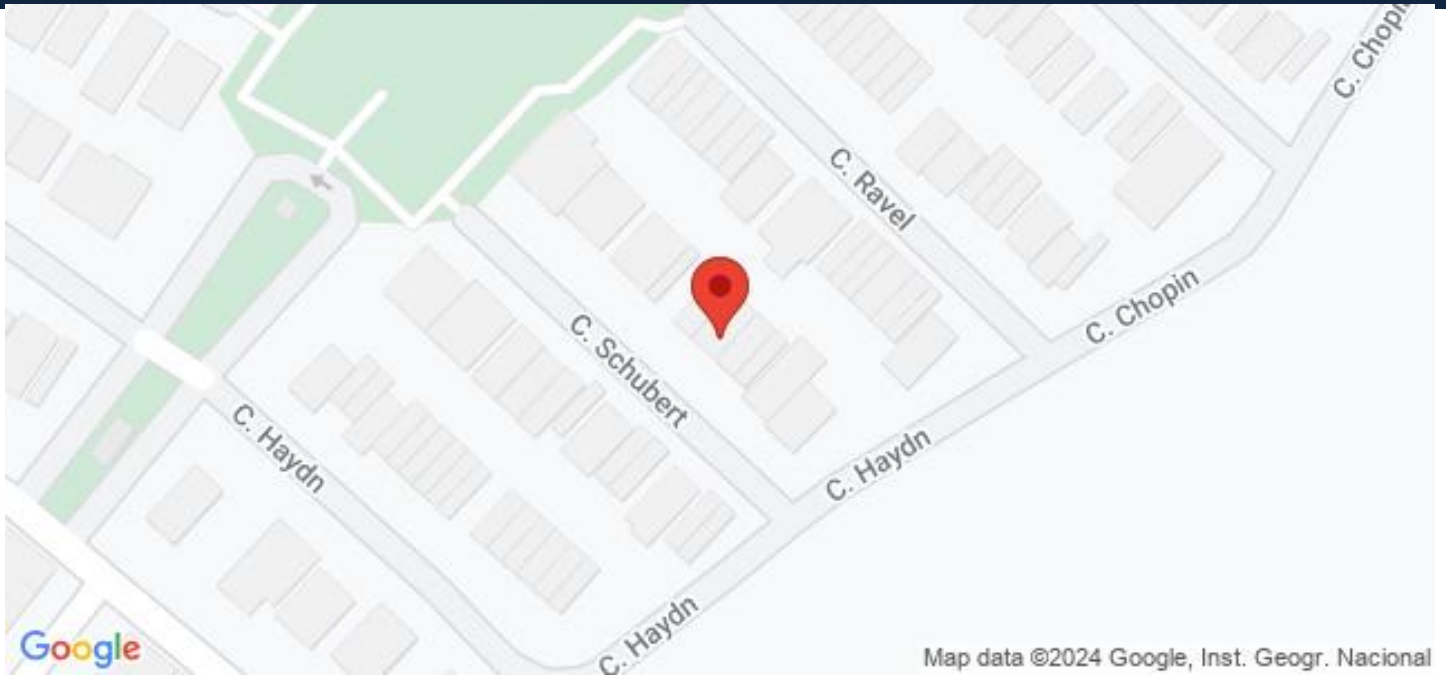 C. Chopin
C. Ravel
C. Chopin
C. Schubert
C. Haydn
C. Haydn
C. Haydn
Google
Map data ©2024 Google, Inst. Geogr. Nacional